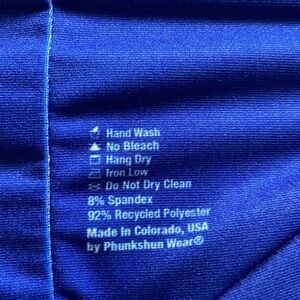 Hand Wash
No Bleach
Hang Dry
Iron Low
Do Not Dry Clean
8% Spandex
92% Recycled Polyester
Made in Colorado, USA
by Phunkshun Wear®